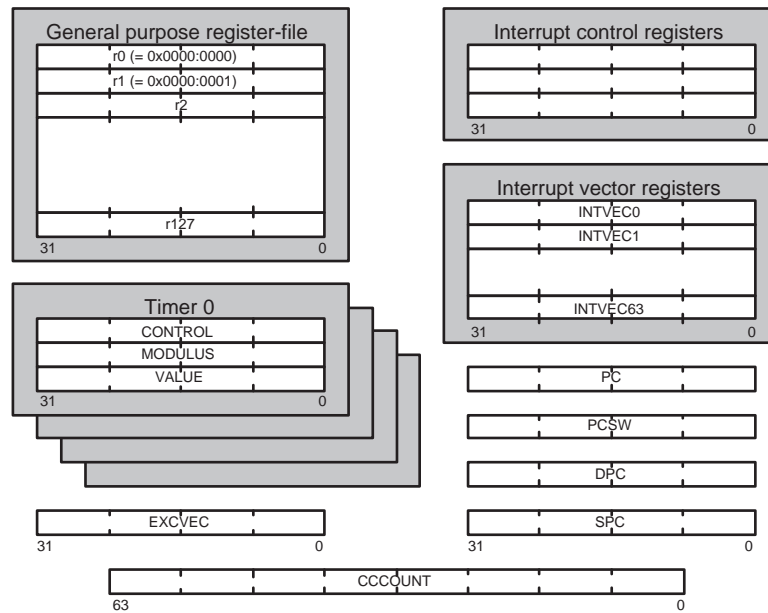 General purpose register-file
r0 (= 0x0000:0000)
r1 (= 0x0000:0001)
r2
r127
31 0
Interrupt control registers
31 0
Interrupt vector registers
INTVEC0
INTVEC1
INTVEC63
31 0
Timer 0
CONTROL
MODULUS
VALUE
31 0
PC
PCSW
DPC
EXCVEC
31 0
SPC
31 0
CCCOUNT
63 0